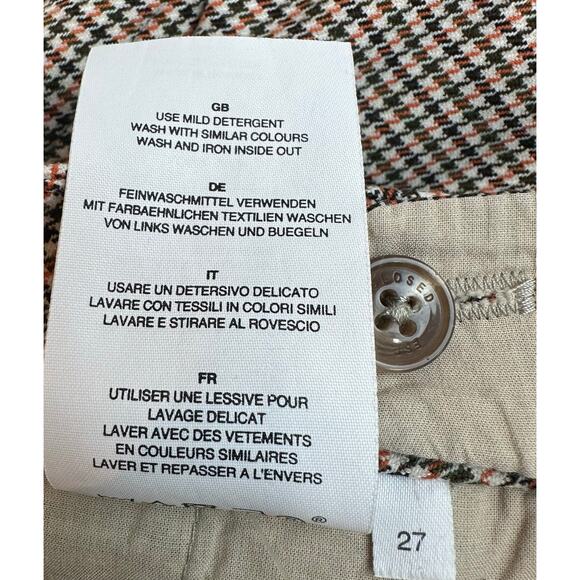 GB
USE MILD DETERGENT
WASH WITH SIMILAR COLOURS
WASH AND IRON INSIDE OUT
DE
FEINWASCHMITTEL VERWENDEN
MIT FARBAEHNLICHEN TEXTILIEN WASCHEN
VON LINKS WASCHEN UND BUEGELN
IT
USARE UN DETERSIVO DELICATO
LAVARE CON TESSILI IN COLORI SIMILI
LAVARE E STIRARE AL ROVESCIO
FR
UTILISER UNE LESSIVE POUR
LAVAGE DELICAT
LAVER AVEC DES VETEMENTS
EN COULEURS SIMILAIRES
LAVER ET REPASSER A L'ENVERS
®
CLOSED
EST
27